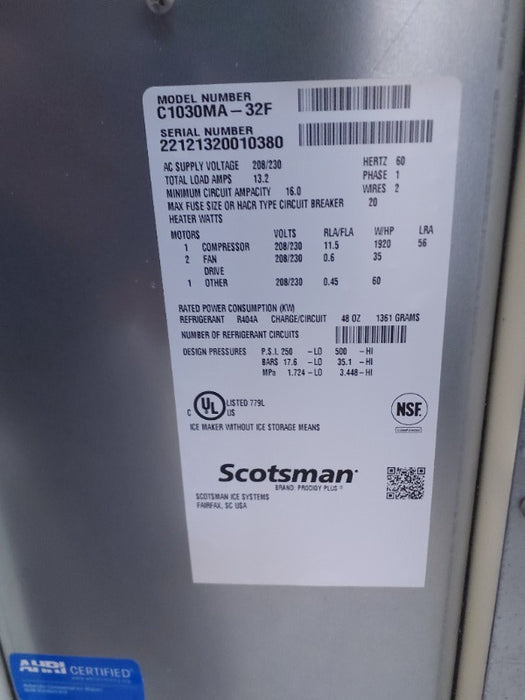 MODEL NUMBER
C1030MA-32F
SERIAL NUMBER
22121320010380
AC SUPPLY VOLTAGE 208/230 HERTZ 60
TOTAL LOAD AMPS 13.2 PHASE 1
MINIMUM CIRCUIT AMPACITY 16.0 WIRES 2
MAX FUSE SIZE OR HACR TYPE CIRCUIT BREAKER 20
HEATER WATTS
MOTORS VOLTS RLA/FLA W/HP LRA
1 COMPRESSOR 208/230 11.5 1920 56
2 FAN 208/230 0.6 35
DRIVE
1 OTHER 208/230 0.45 60
RATED POWER CONSUMPTION (KW)
REFRIGERANT R404A CHARGE/CIRCUIT 48 OZ 1361 GRAMS
NUMBER OF REFRIGERANT CIRCUITS
DESIGN PRESSURES P.S.I. 250 -LO 500 -HI
BARS 17.6 -LO 35.1 -HI
MPa 1.724 -LO 3.448 -HI
C UL US LISTED 779L
NSF
ICE MAKER WITHOUT ICE STORAGE MEANS
Scotsman
BRAND PRODIGY PLUS ®
SCOTSMAN ICE SYSTEMS
FAIRFAX, SC USA
AHRI CERTIFIED